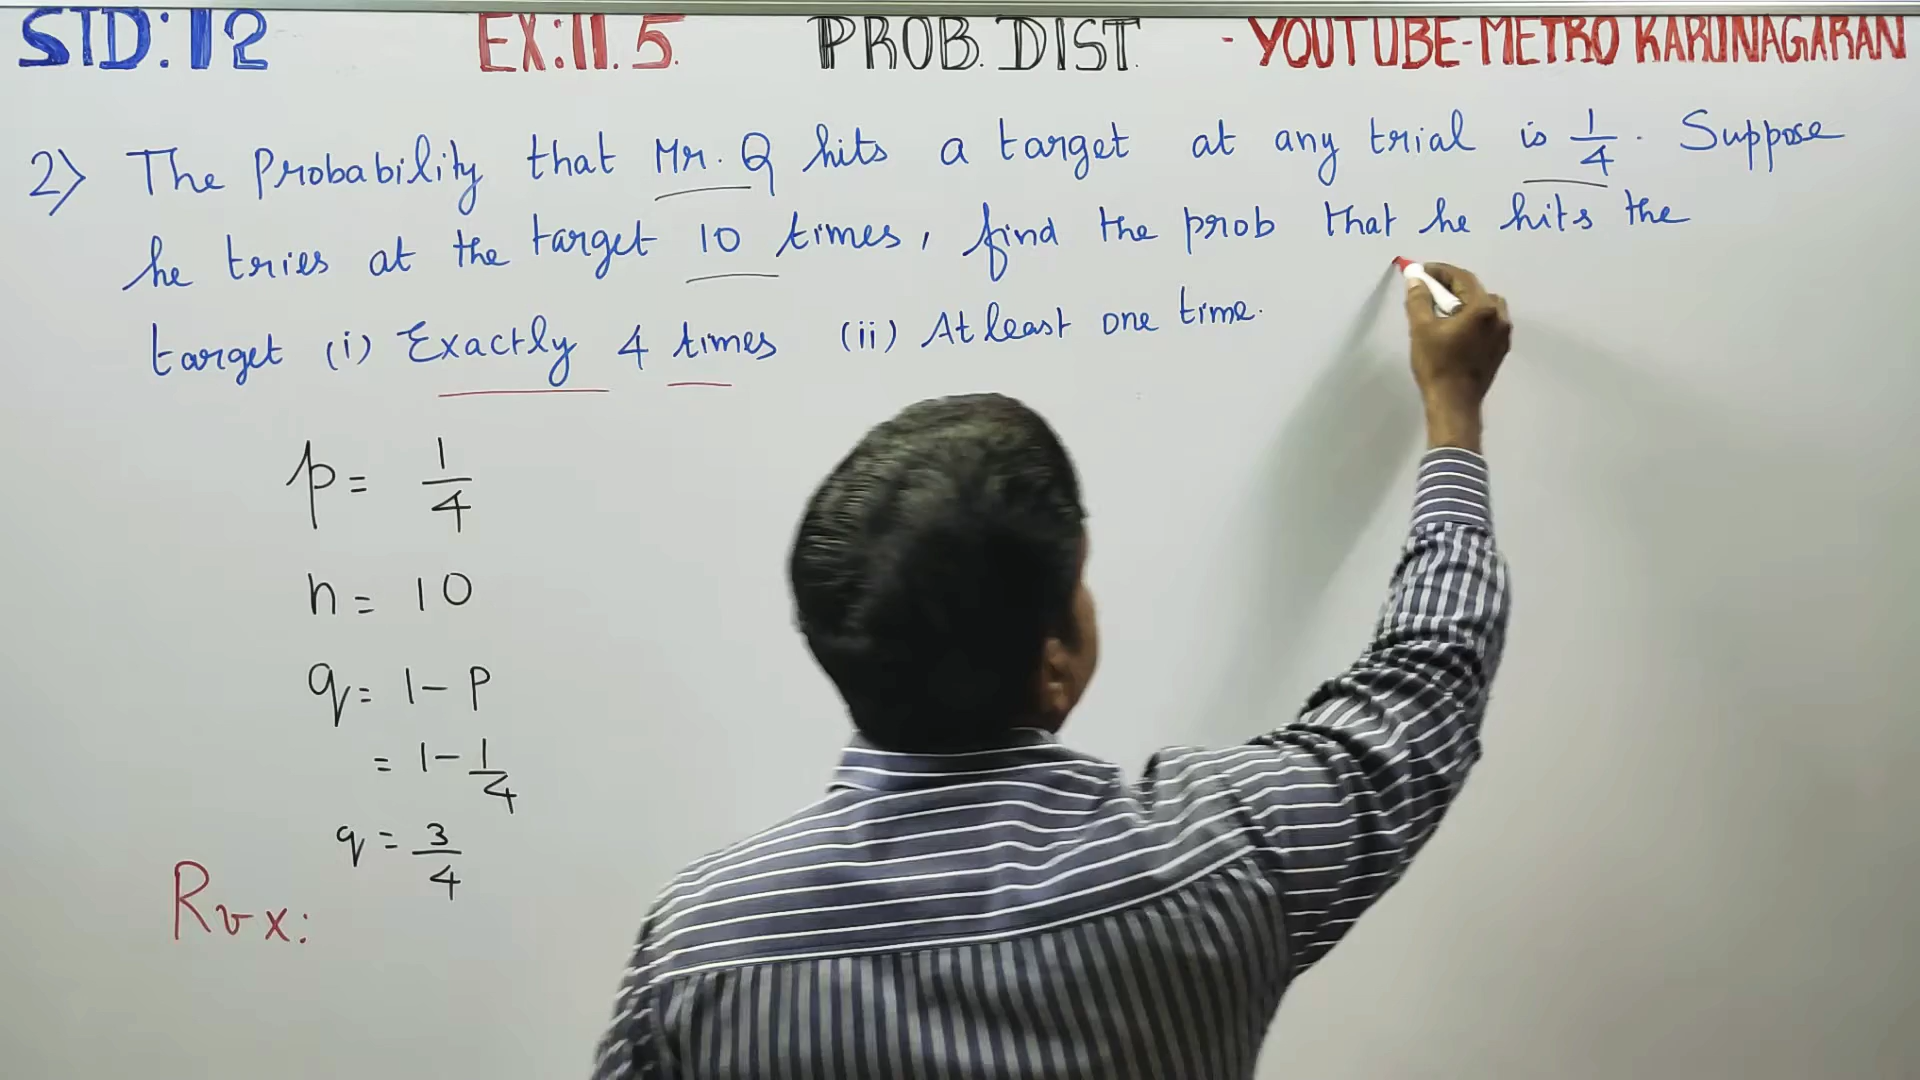 STD:12 EX:11.5. PROB. DIST. - YOUTUBE-METRO KARUNAGARAN
2) The Probability that Mr. Q hits a target at any trial is 1/4. Suppose
he tries at the target 10 times, find the prob that he hits the
target (i) Exactly 4 times (ii) Atleast one time.
p = 1/4
n = 10
q = 1 - P
= 1 - 1/4
q = 3/4
Rv x: